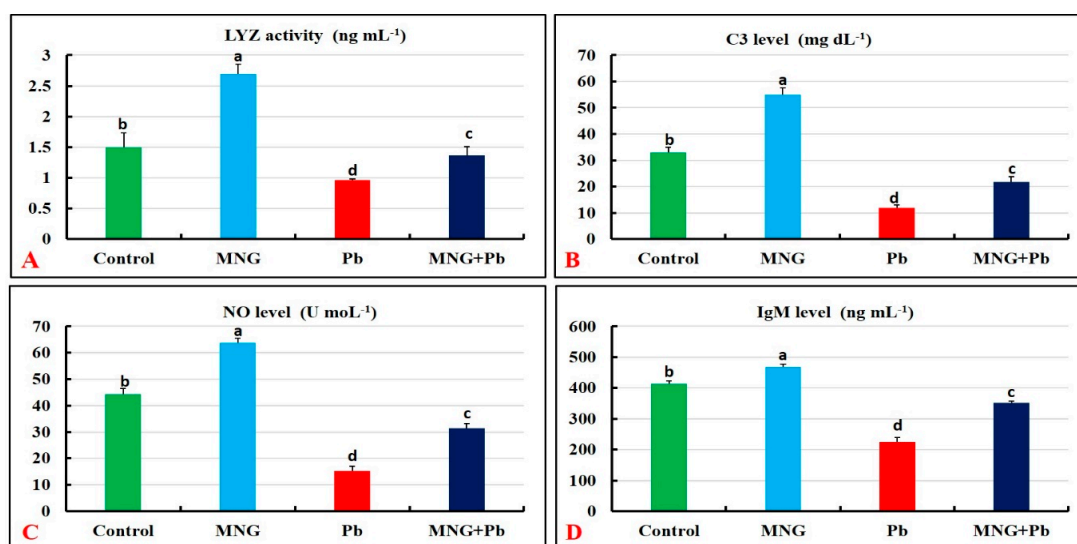 LYZ activity (ng mL⁻¹)
3
2.5
2
1.5
1
0.5
0
b
a
d
c
Control MNG Pb MNG+Pb
A
C3 level (mg dL⁻¹)
70
60
50
40
30
20
10
0
b
a
d
c
Control MNG Pb MNG+Pb
B
NO level (U moL⁻¹)
70
60
50
40
30
20
10
0
b
a
d
c
Control MNG Pb MNG+Pb
C
IgM level (ng mL⁻¹)
600
500
400
300
200
100
0
b
a
d
c
Control MNG Pb MNG+Pb
D